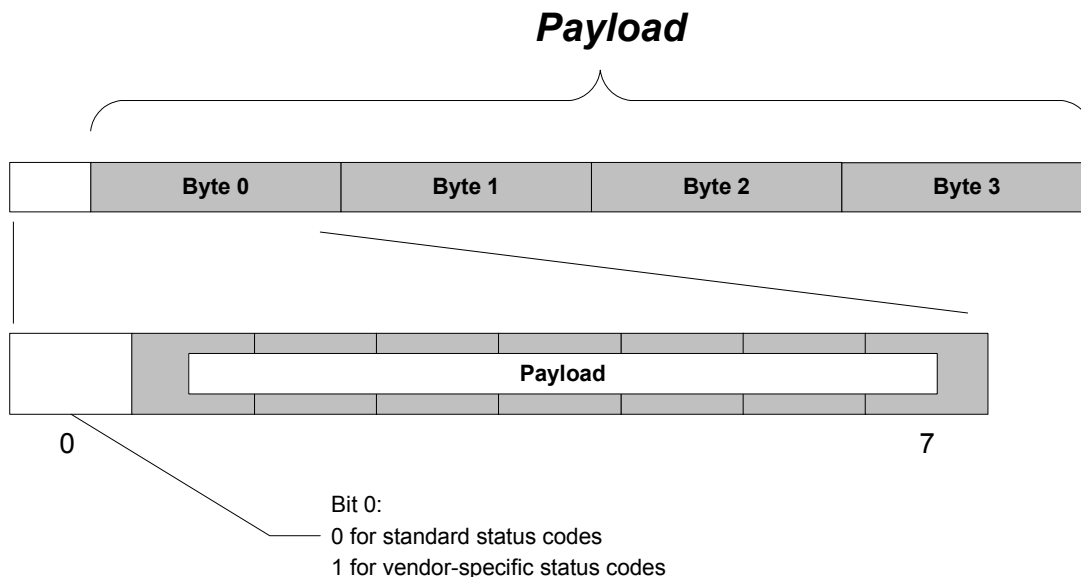 Payload
Byte 0 Byte 1 Byte 2 Byte 3
Payload
0 7
Bit 0:
0 for standard status codes
1 for vendor-specific status codes